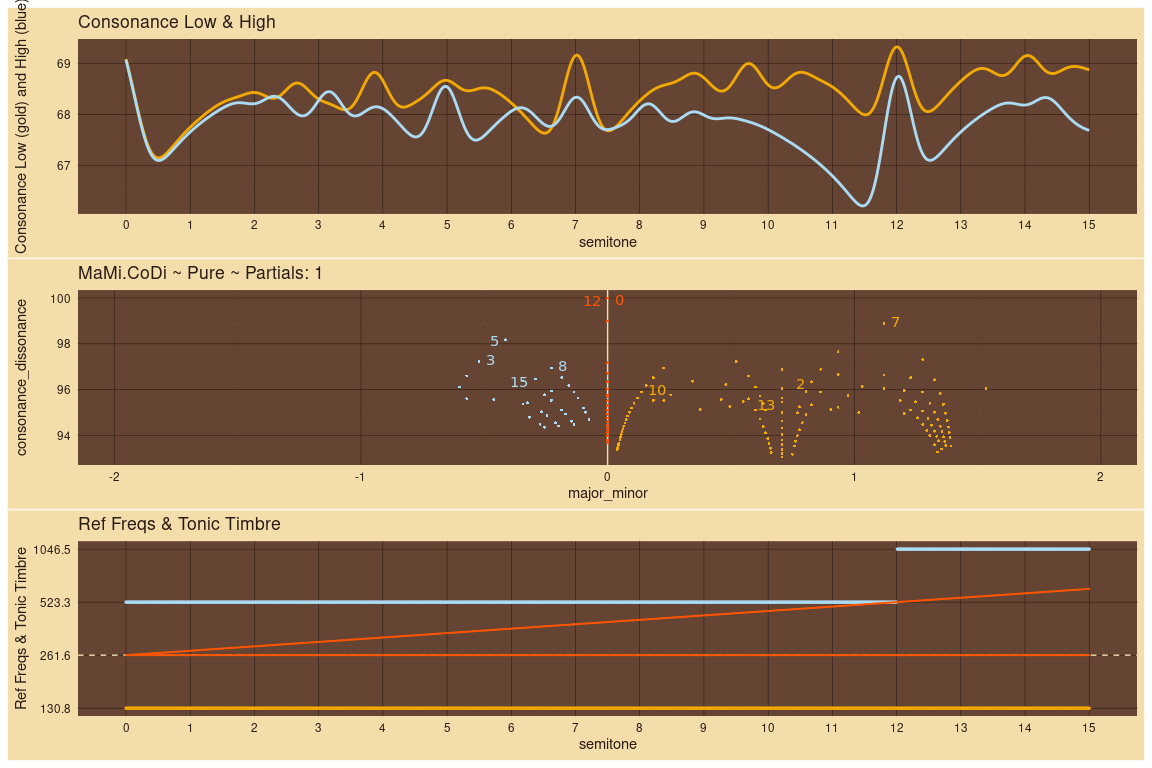 Consonance Low & High
Consonance Low (gold) and High (blue)
69
68
67
0 1 2 3 4 5 6 7 8 9 10 11 12 13 14 15
semitone
MaMi.CoDi ~ Pure ~ Partials: 1
consonance_dissonance
100
98
96
94
12 0
7
5
3
8
15
10
2
13
-2 -1 0 1 2
major_minor
Ref Freqs & Tonic Timbre
Ref Freqs & Tonic Timbre
1046.5
523.3
261.6
130.8
0 1 2 3 4 5 6 7 8 9 10 11 12 13 14 15
semitone